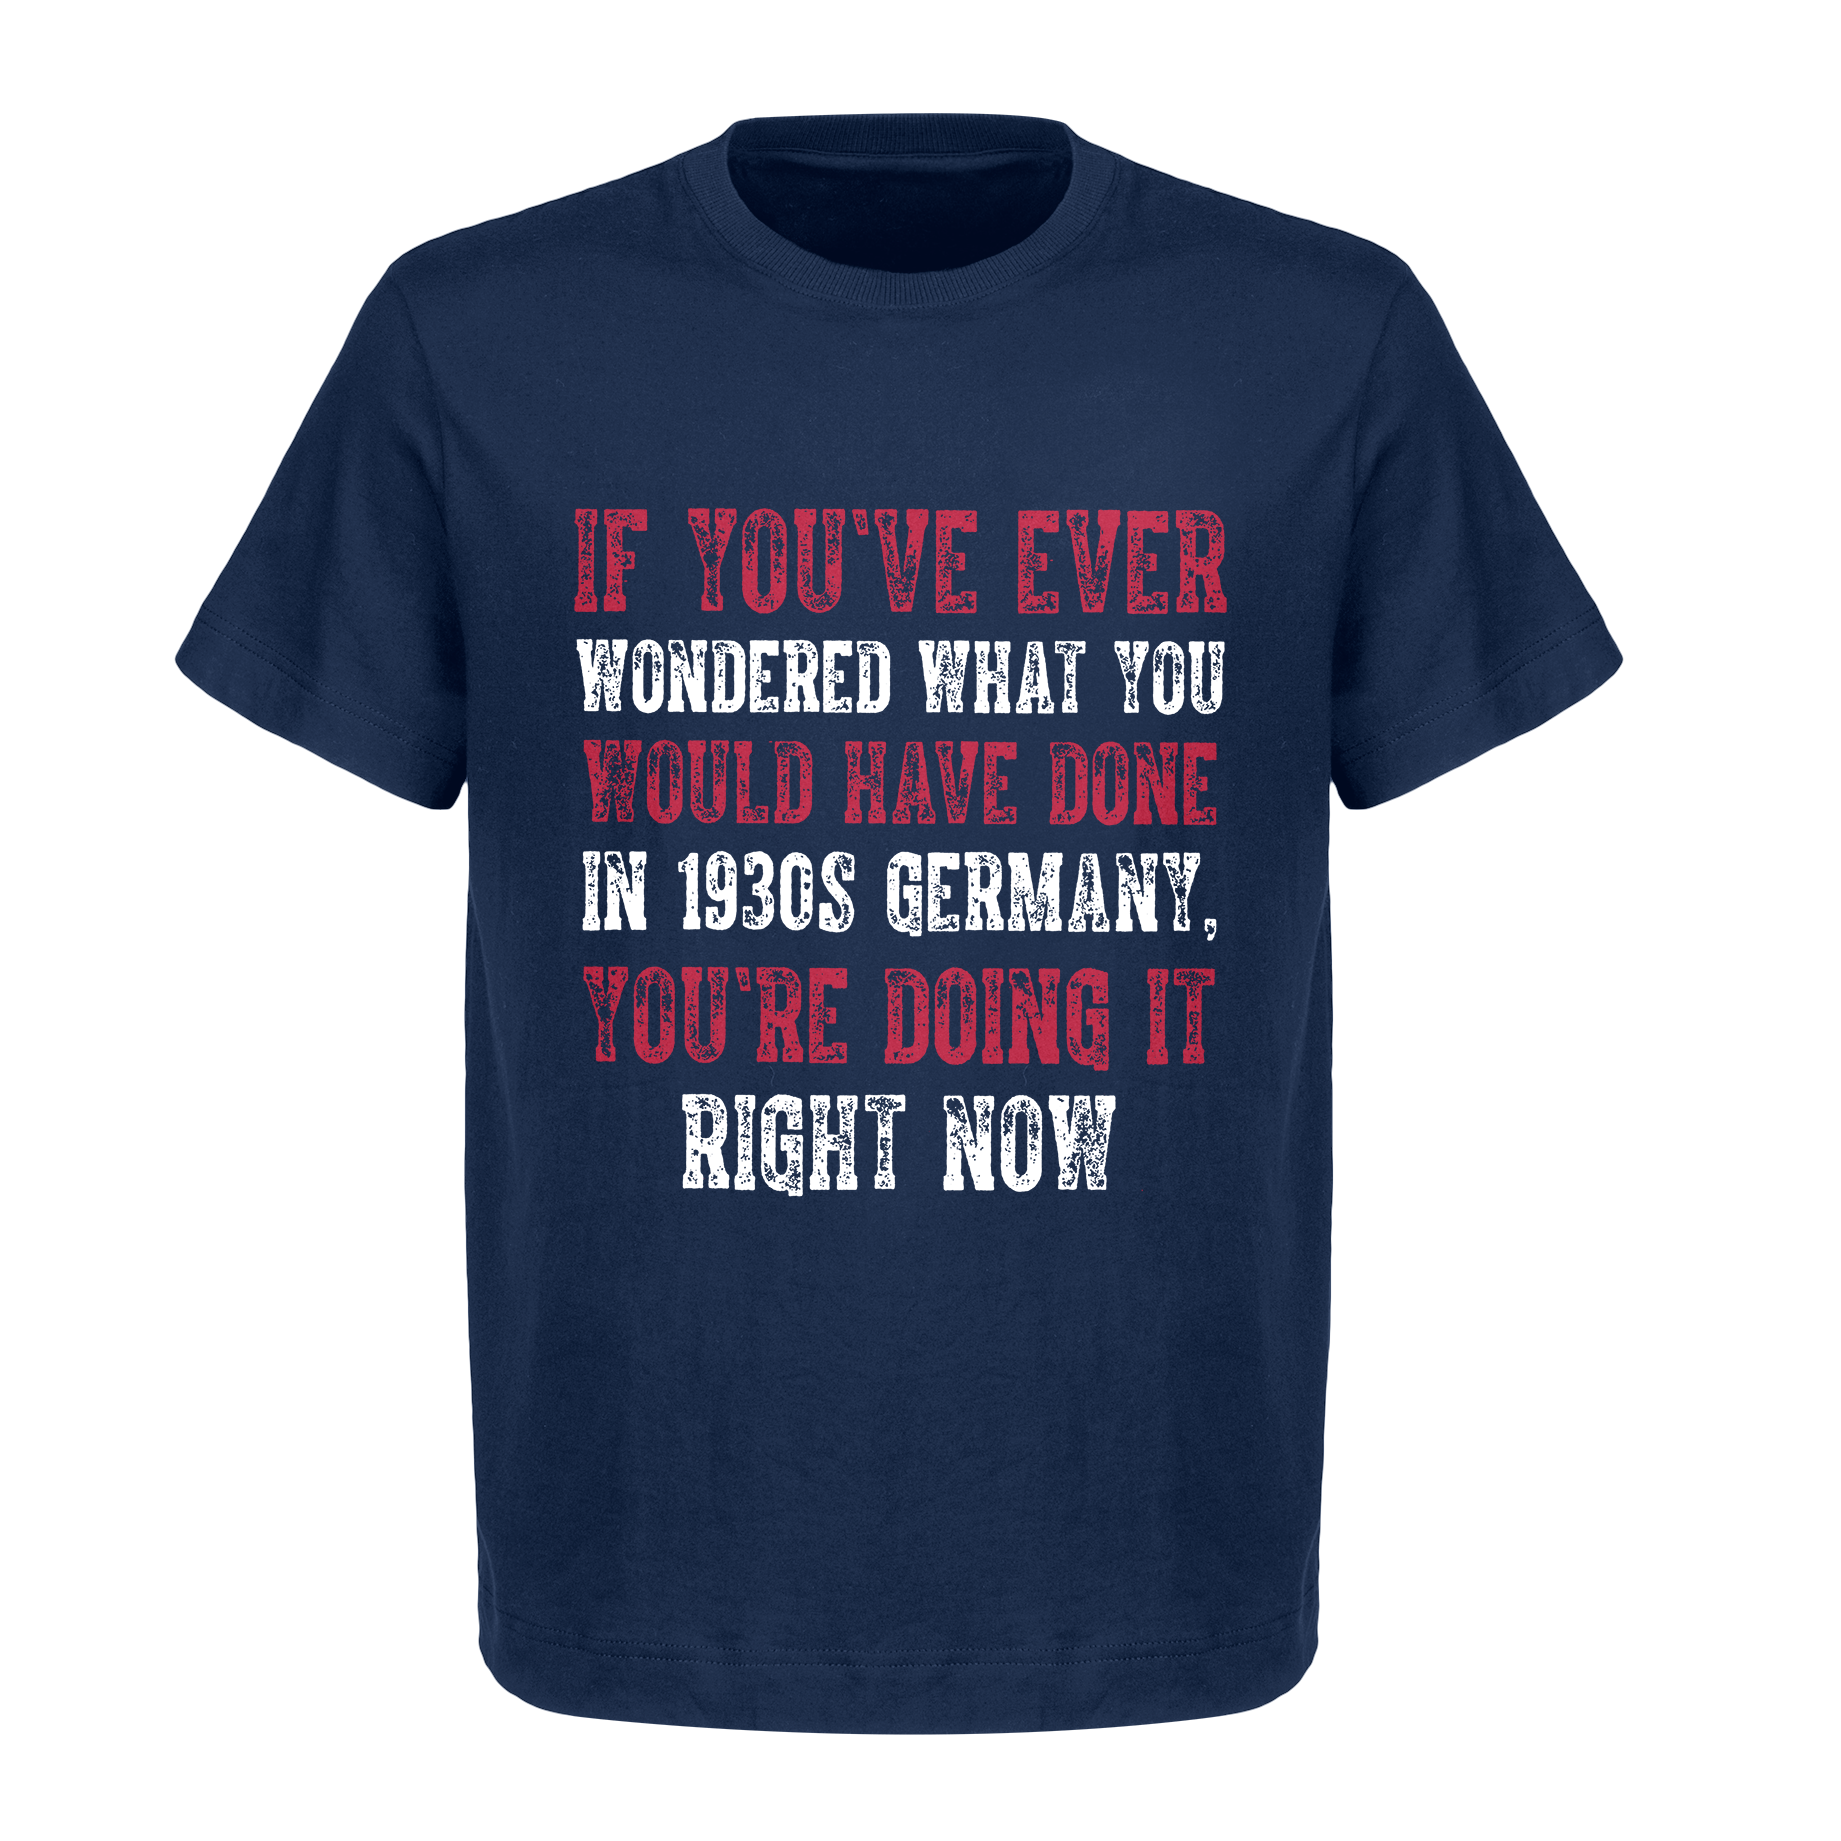 IF YOU'VE EVER
WONDERED WHAT YOU
WOULD HAVE DONE
IN 1930S GERMANY,
YOU'RE DOING IT
RIGHT NOW